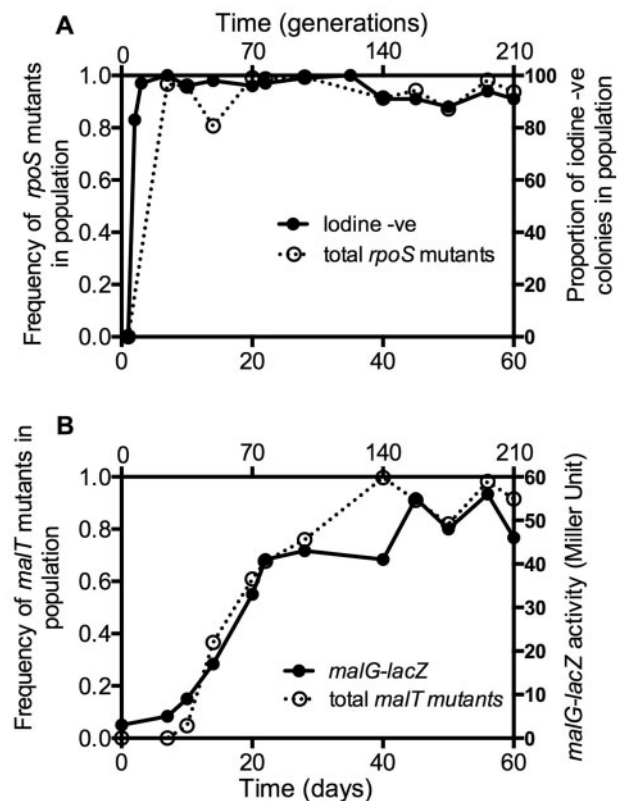 A
Time (generations)
0 70 140 210
Frequency of rpoS mutants
in population
1.0
0.8
0.6
0.4
0.2
0.0
100
80
60
40
20
0
Proportion of iodine -ve
colonies in population
Iodine -ve
total rpoS mutants
0 20 40 60
B
0 70 140 210
Frequency of malT mutants in
population
1.0
0.8
0.6
0.4
0.2
0.0
60
50
40
30
20
10
0
malG-lacZ activity (Miller Unit)
malG-lacZ
total malT mutants
0 20 40 60
Time (days)